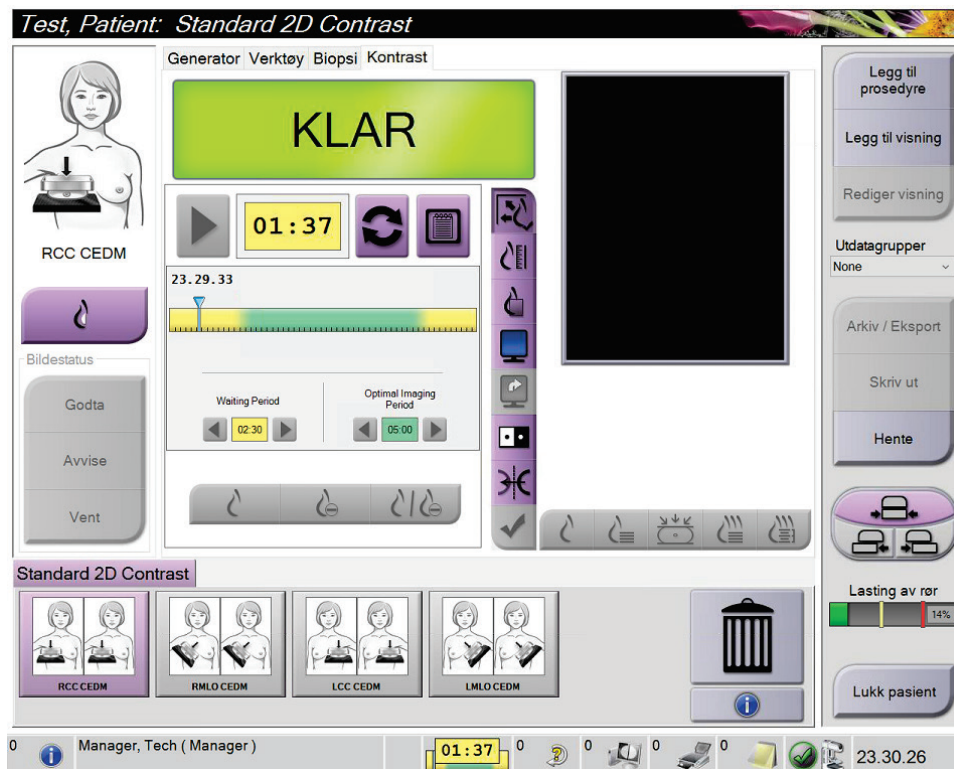 Test, Patient: Standard 2D Contrast
Generator Verktøy Biopsi Kontrast
KLAR
RCC CEDM
01:37
23.29.33
Waiting Period
02:30
Optimal Imaging
Period
05:00
Bildestatus
Godta
Avvise
Vent
Legg til
prosedyre
Legg til visning
Rediger visning
Utdatagrupper
None
Arkiv / Eksport
Skriv ut
Hente
Lasting av rør
14%
Lukk pasient
Standard 2D Contrast
RCC CEDM
RMLO CEDM
LCC CEDM
LMLO CEDM
0 Manager, Tech ( Manager ) 01:37 0 0 0 0 23.30.26